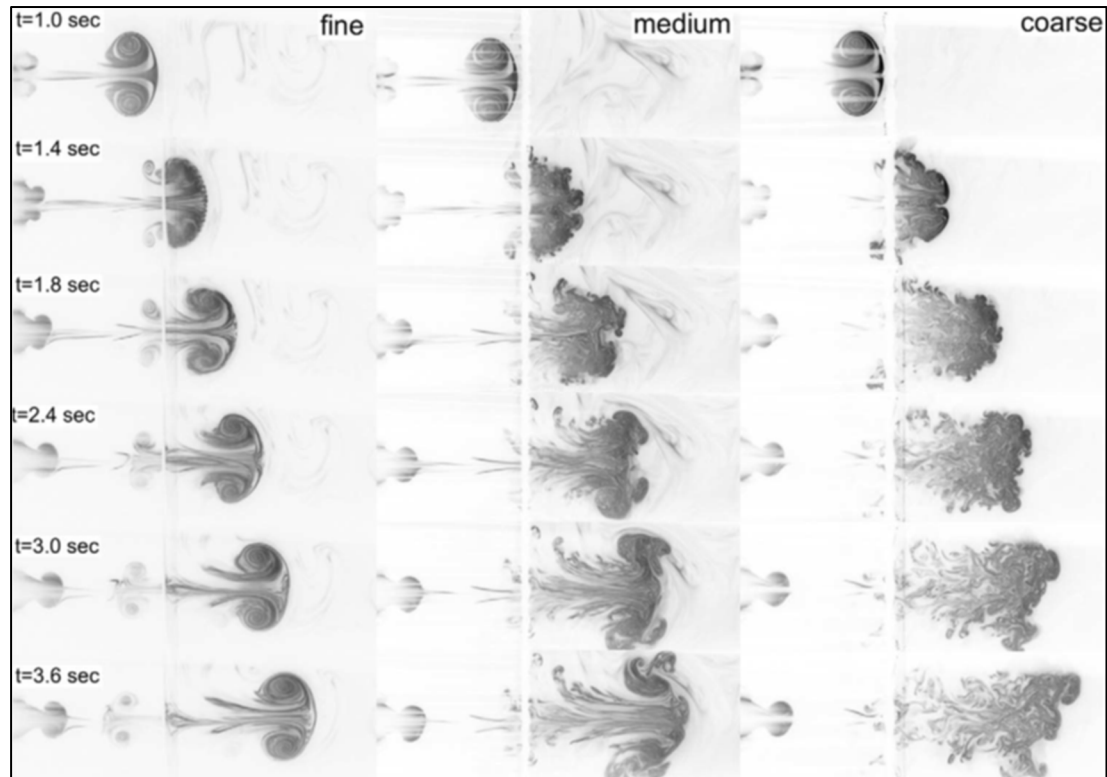 t=1.0 sec
fine
medium
coarse
t=1.4 sec
t=1.8 sec
t=2.4 sec
t=3.0 sec
t=3.6 sec